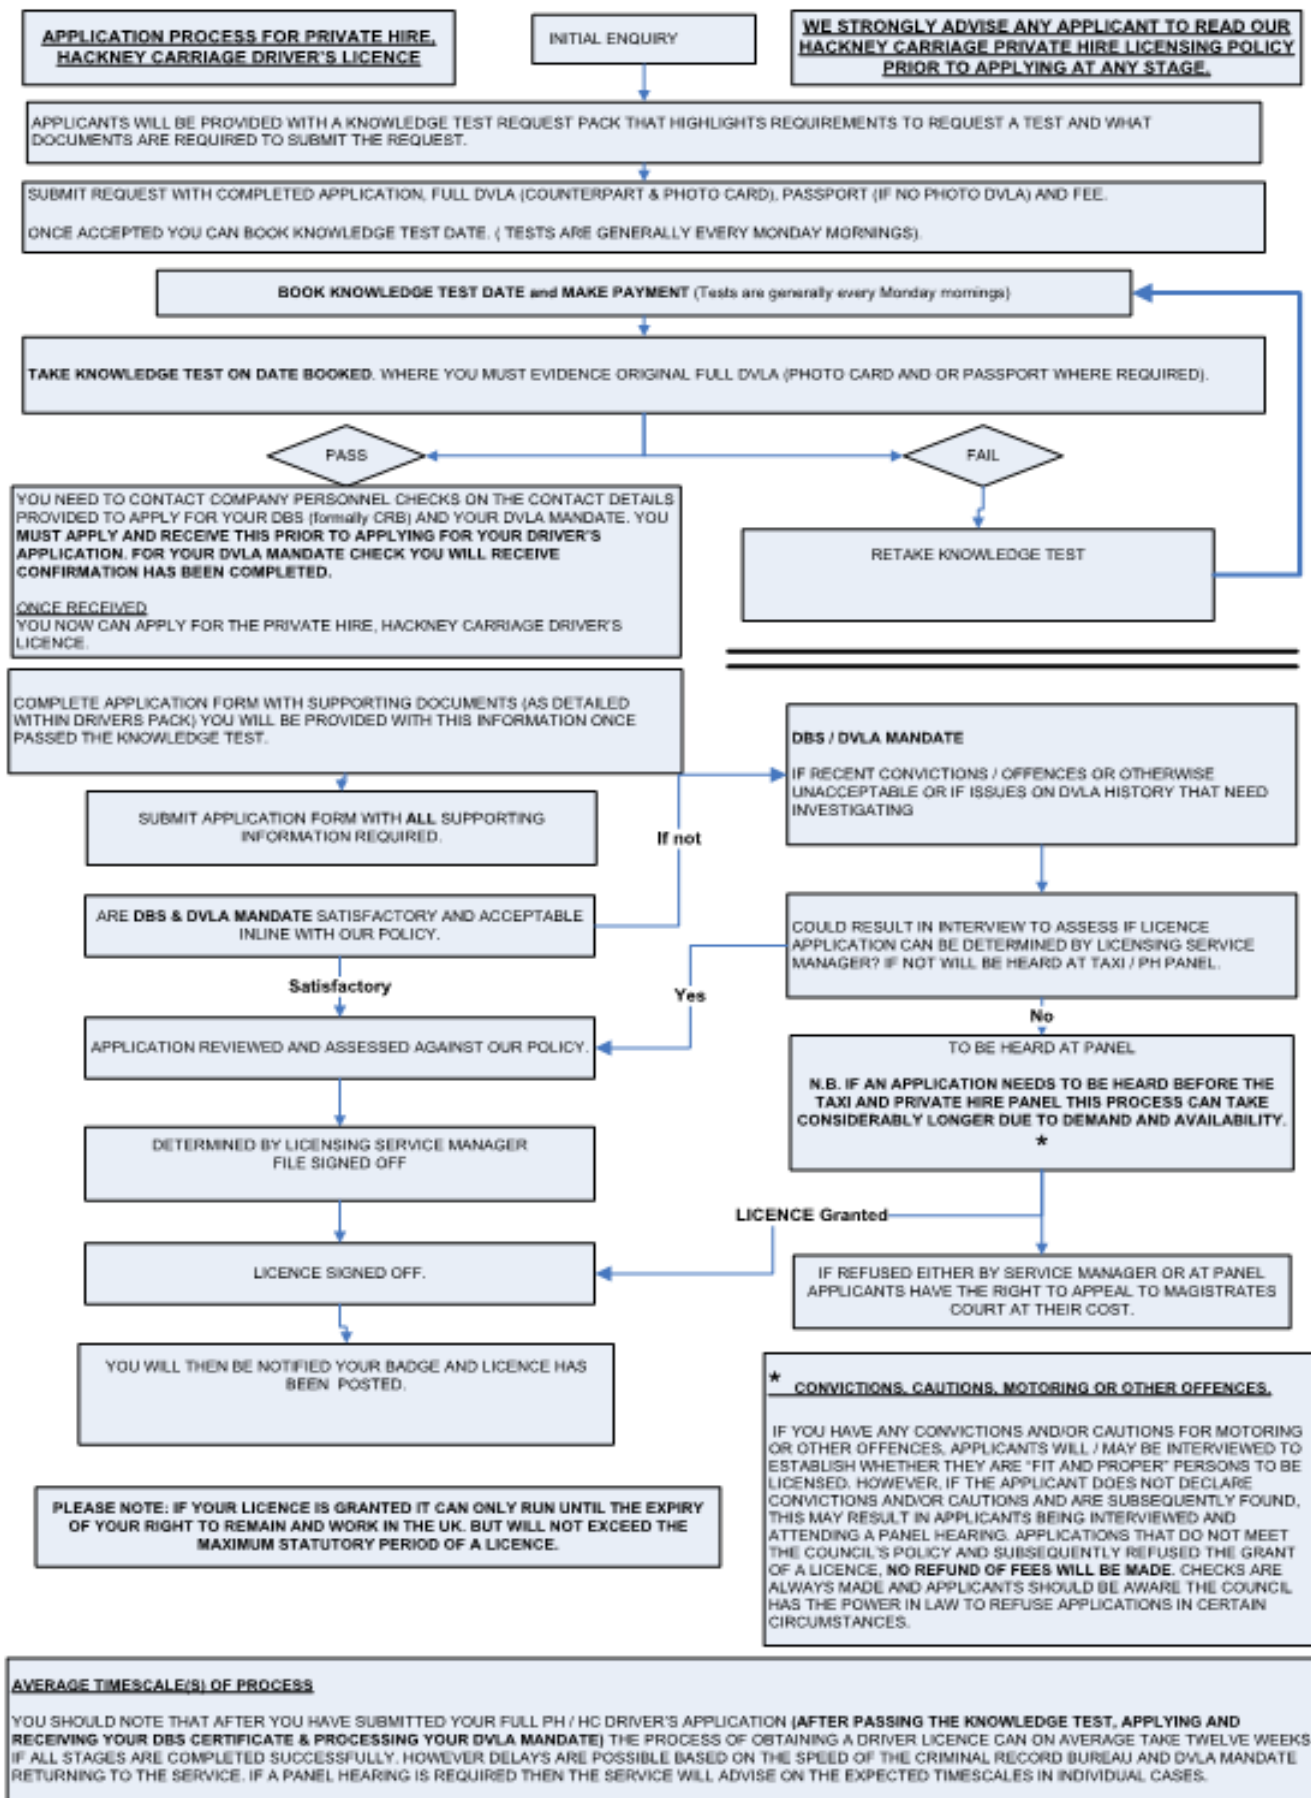 APPLICATION PROCESS FOR PRIVATE HIRE,
HACKNEY CARRIAGE DRIVER'S LICENCE
INITIAL ENQUIRY
WE STRONGLY ADVISE ANY APPLICANT TO READ OUR
HACKNEY CARRIAGE PRIVATE HIRE LICENSING POLICY
PRIOR TO APPLYING AT ANY STAGE.
APPLICANTS WILL BE PROVIDED WITH A KNOWLEDGE TEST REQUEST PACK THAT HIGHLIGHTS REQUIREMENTS TO REQUEST A TEST AND WHAT
DOCUMENTS ARE REQUIRED TO SUBMIT THE REQUEST.
SUBMIT REQUEST WITH COMPLETED APPLICATION, FULL DVLA (COUNTERPART & PHOTO CARD), PASSPORT (IF NO PHOTO DVLA) AND FEE.
ONCE ACCEPTED YOU CAN BOOK KNOWLEDGE TEST DATE. ( TESTS ARE GENERALLY EVERY MONDAY MORNINGS).
BOOK KNOWLEDGE TEST DATE and MAKE PAYMENT (Tests are generally every Monday mornings)
TAKE KNOWLEDGE TEST ON DATE BOOKED. WHERE YOU MUST EVIDENCE ORIGINAL FULL DVLA (PHOTO CARD AND OR PASSPORT WHERE REQUIRED).
PASS
FAIL
YOU NEED TO CONTACT COMPANY PERSONNEL CHECKS ON THE CONTACT DETAILS
PROVIDED TO APPLY FOR YOUR DBS (formally CRB) AND YOUR DVLA MANDATE. YOU
MUST APPLY AND RECEIVE THIS PRIOR TO APPLYING FOR YOUR DRIVER'S
APPLICATION. FOR YOUR DVLA MANDATE CHECK YOU WILL RECEIVE
CONFIRMATION HAS BEEN COMPLETED.
ONCE RECEIVED
YOU NOW CAN APPLY FOR THE PRIVATE HIRE, HACKNEY CARRIAGE DRIVER'S
LICENCE.
RETAKE KNOWLEDGE TEST
COMPLETE APPLICATION FORM WITH SUPPORTING DOCUMENTS (AS DETAILED
WITHIN DRIVERS PACK) YOU WILL BE PROVIDED WITH THIS INFORMATION ONCE
PASSED THE KNOWLEDGE TEST.
SUBMIT APPLICATION FORM WITH ALL SUPPORTING
INFORMATION REQUIRED.
If not
DBS / DVLA MANDATE
IF RECENT CONVICTIONS / OFFENCES OR OTHERWISE
UNACCEPTABLE OR IF ISSUES ON DVLA HISTORY THAT NEED
INVESTIGATING
ARE DBS & DVLA MANDATE SATISFACTORY AND ACCEPTABLE
INLINE WITH OUR POLICY.
COULD RESULT IN INTERVIEW TO ASSESS IF LICENCE
APPLICATION CAN BE DETERMINED BY LICENSING SERVICE
MANAGER? IF NOT WILL BE HEARD AT TAXI / PH PANEL.
Satisfactory
Yes
No
APPLICATION REVIEWED AND ASSESSED AGAINST OUR POLICY.
TO BE HEARD AT PANEL
N.B. IF AN APPLICATION NEEDS TO BE HEARD BEFORE THE
TAXI AND PRIVATE HIRE PANEL THIS PROCESS CAN TAKE
CONSIDERABLY LONGER DUE TO DEMAND AND AVAILABILITY.
*
DETERMINED BY LICENSING SERVICE MANAGER
FILE SIGNED OFF
LICENCE Granted
LICENCE SIGNED OFF.
IF REFUSED EITHER BY SERVICE MANAGER OR AT PANEL
APPLICANTS HAVE THE RIGHT TO APPEAL TO MAGISTRATES
COURT AT THEIR COST.
YOU WILL THEN BE NOTIFIED YOUR BADGE AND LICENCE HAS
BEEN POSTED.
* CONVICTIONS, CAUTIONS, MOTORING OR OTHER OFFENCES.
IF YOU HAVE ANY CONVICTIONS AND/OR CAUTIONS FOR MOTORING
OR OTHER OFFENCES, APPLICANTS WILL / MAY BE INTERVIEWED TO
ESTABLISH WHETHER THEY ARE "FIT AND PROPER" PERSONS TO BE
LICENSED. HOWEVER, IF THE APPLICANT DOES NOT DECLARE
CONVICTIONS AND/OR CAUTIONS AND ARE SUBSEQUENTLY FOUND,
THIS MAY RESULT IN APPLICANTS BEING INTERVIEWED AND
ATTENDING A PANEL HEARING. APPLICATIONS THAT DO NOT MEET
THE COUNCIL'S POLICY AND SUBSEQUENTLY REFUSED THE GRANT
OF A LICENCE, NO REFUND OF FEES WILL BE MADE. CHECKS ARE
ALWAYS MADE AND APPLICANTS SHOULD BE AWARE THE COUNCIL
HAS THE POWER IN LAW TO REFUSE APPLICATIONS IN CERTAIN
CIRCUMSTANCES.
PLEASE NOTE: IF YOUR LICENCE IS GRANTED IT CAN ONLY RUN UNTIL THE EXPIRY
OF YOUR RIGHT TO REMAIN AND WORK IN THE UK. BUT WILL NOT EXCEED THE
MAXIMUM STATUTORY PERIOD OF A LICENCE.
AVERAGE TIMESCALE(S) OF PROCESS
YOU SHOULD NOTE THAT AFTER YOU HAVE SUBMITTED YOUR FULL PH / HC DRIVER'S APPLICATION (AFTER PASSING THE KNOWLEDGE TEST, APPLYING AND
RECEIVING YOUR DBS CERTIFICATE & PROCESSING YOUR DVLA MANDATE) THE PROCESS OF OBTAINING A DRIVER LICENCE CAN ON AVERAGE TAKE TWELVE WEEKS
IF ALL STAGES ARE COMPLETED SUCCESSFULLY. HOWEVER DELAYS ARE POSSIBLE BASED ON THE SPEED OF THE CRIMINAL RECORD BUREAU AND DVLA MANDATE
RETURNING TO THE SERVICE. IF A PANEL HEARING IS REQUIRED THEN THE SERVICE WILL ADVISE ON THE EXPECTED TIMESCALES IN INDIVIDUAL CASES.